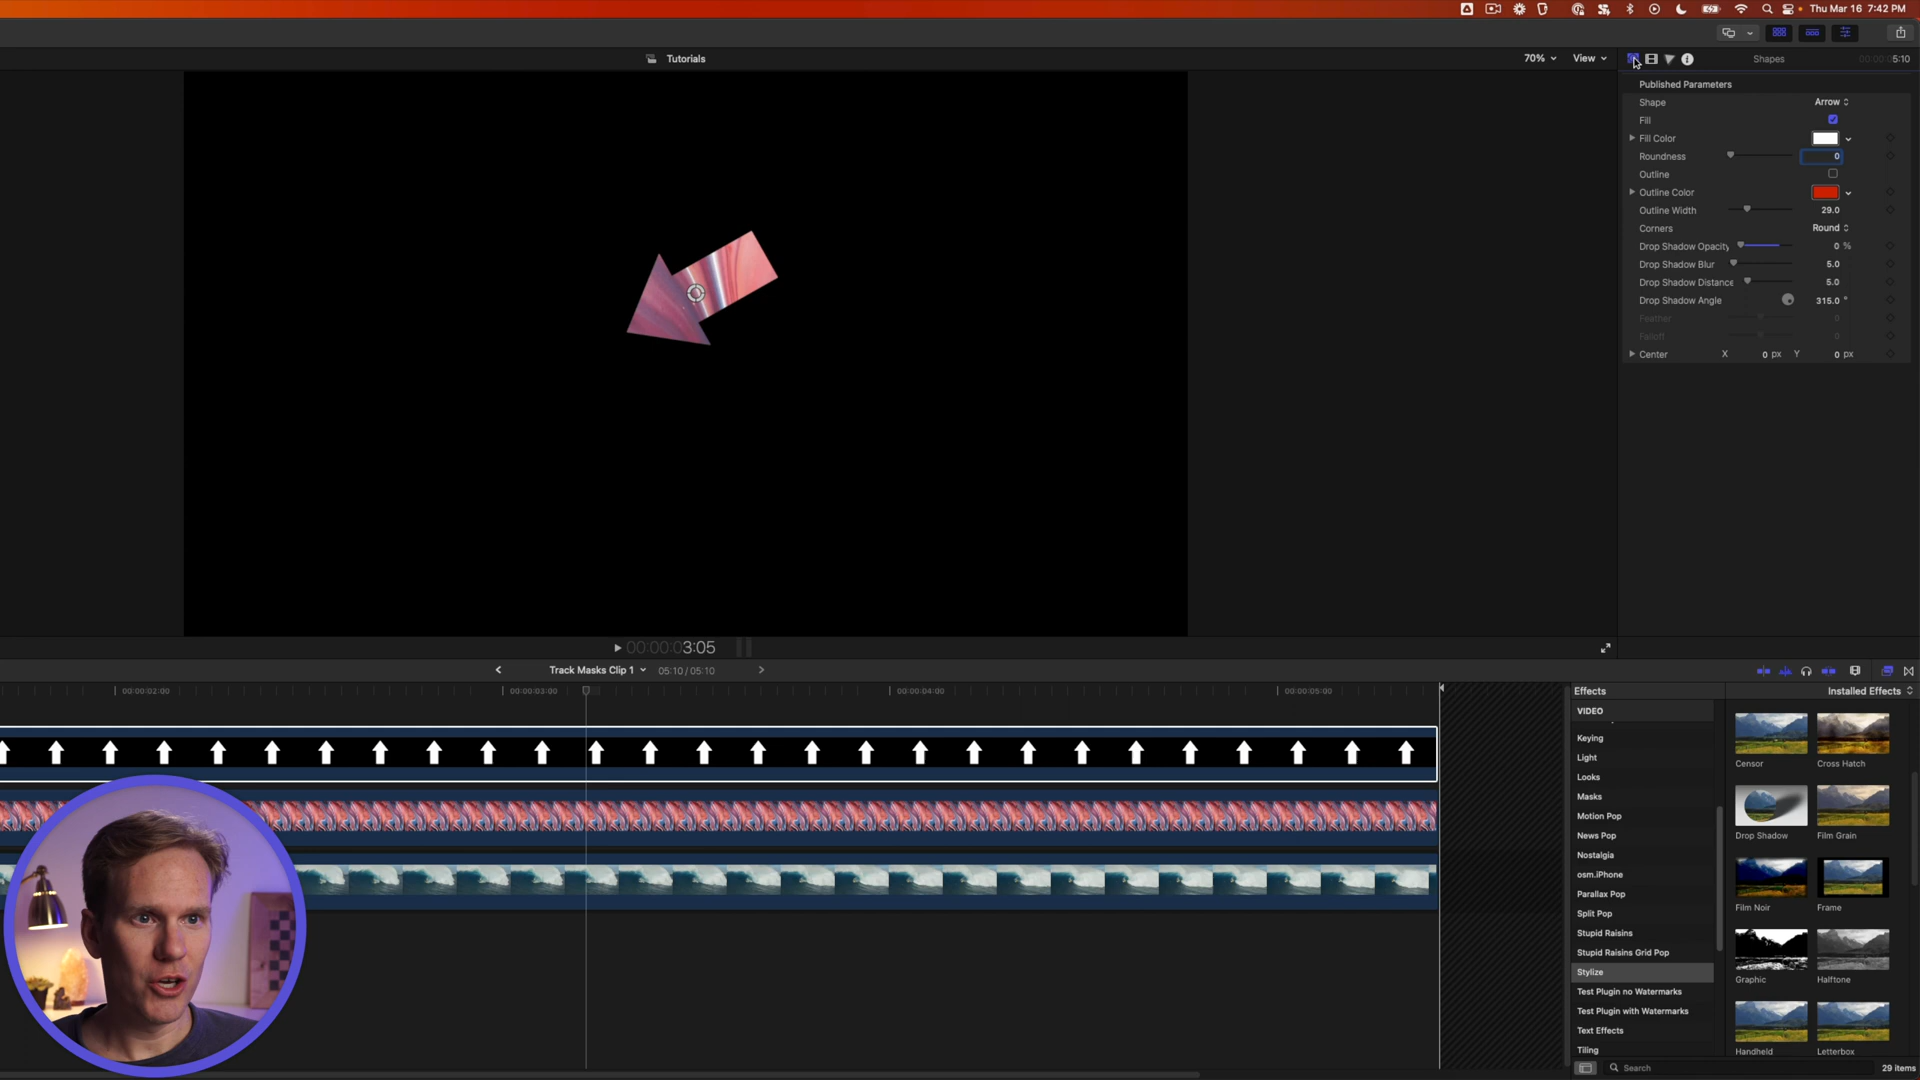 Thu Mar 16 7:42 PM
Tutorials
70%
View
Shapes
00:00:00:05:10
Published Parameters
Shape
Arrow
Fill
Fill Color
Roundness
0
Outline
Outline Color
Outline Width
29.0
Corners
Round
Drop Shadow Opacity
0 %
Drop Shadow Blur
5.0
Drop Shadow Distance
5.0
Drop Shadow Angle
315.0 °
Feather
0
Falloff
0
Center X 0 px Y 0 px
00:00:03:05
Track Masks Clip 1
05:10 / 05:10
00:00:02:00
00:00:03:00
00:00:04:00
00:00:05:00
Effects
Installed Effects
VIDEO
Keying
Light
Looks
Masks
Motion Pop
News Pop
Nostalgia
osm.iPhone
Parallax Pop
Split Pop
Stupid Raisins
Stupid Raisins Grid Pop
Stylize
Test Plugin no Watermarks
Test Plugin with Watermarks
Text Effects
Tiling
Censor
Cross Hatch
Drop Shadow
Film Grain
Film Noir
Frame
Graphic
Halftone
Handheld
Letterbox
Search
29 items